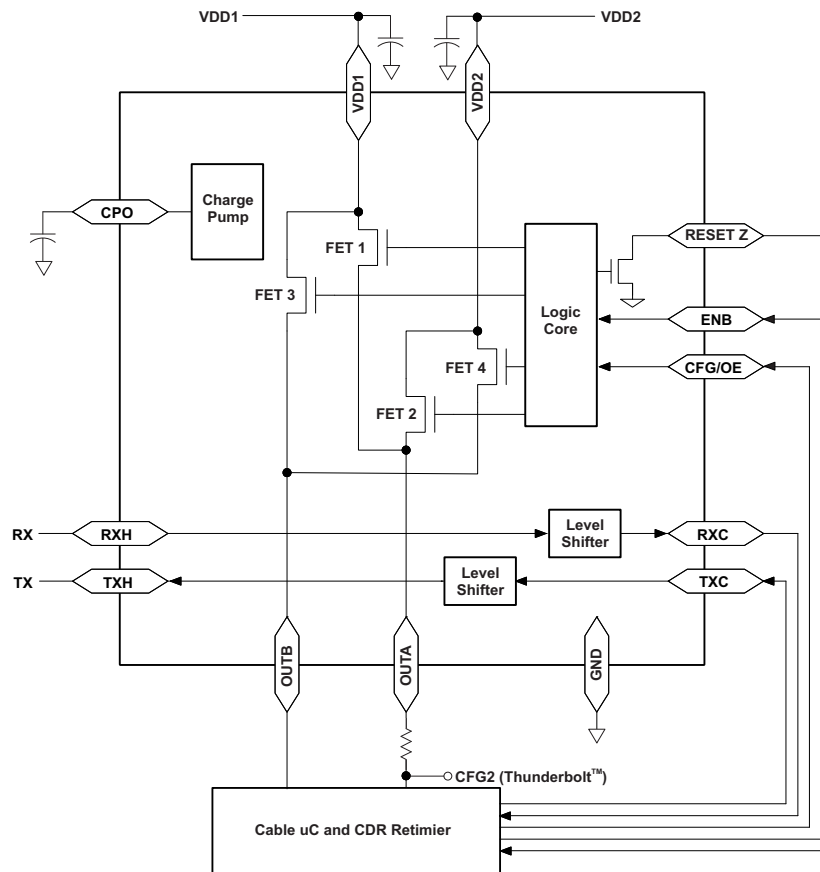 VDD1
VDD2
VDD1
VDD2
CPO
Charge
Pump
FET 1
FET 3
FET 4
FET 2
Logic
Core
RESET Z
ENB
CFG/OE
RX
RXH
Level
Shifter
RXC
TX
TXH
Level
Shifter
TXC
OUTB
OUTA
GND
CFG2 (Thunderbolt™)
Cable uC and CDR Retimier